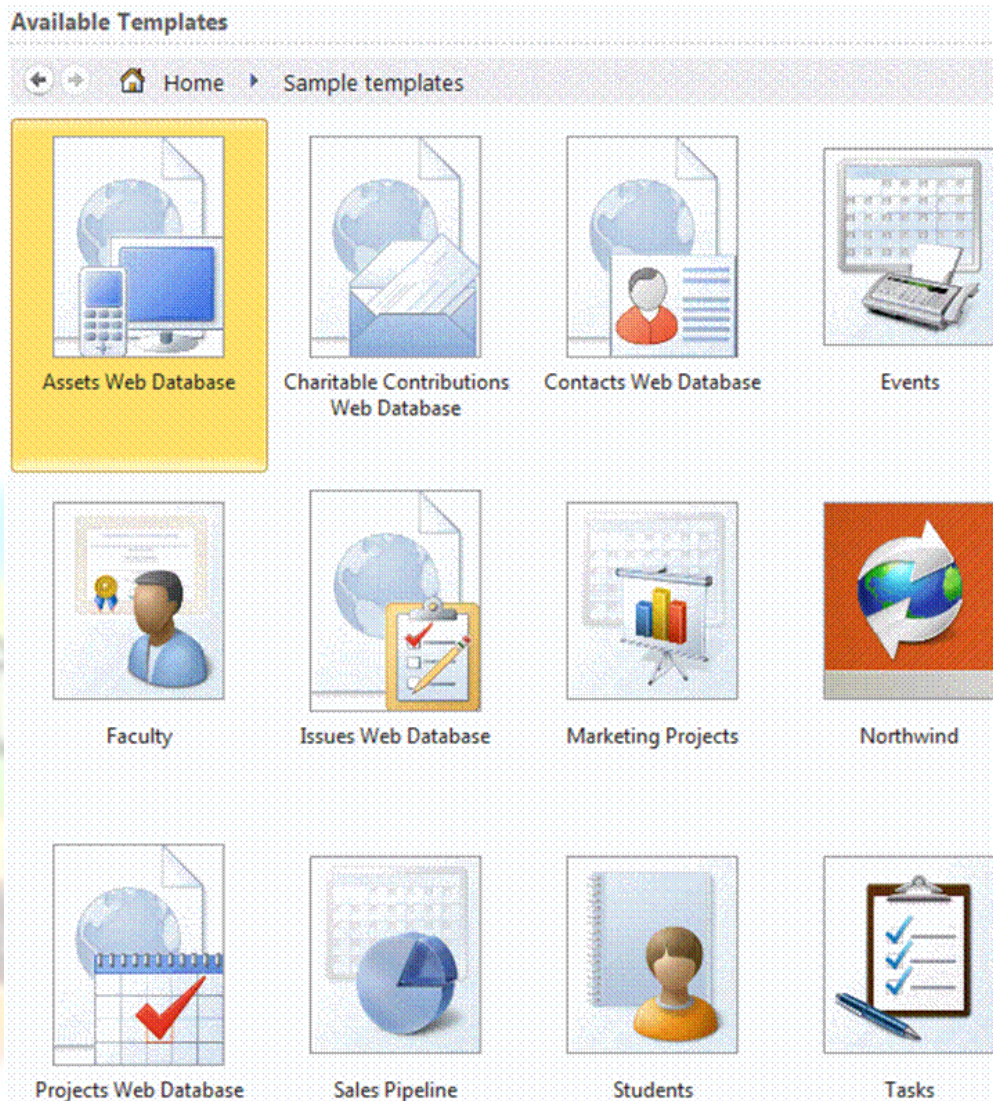 Available Templates
Home Sample templates
Assets Web Database
Charitable Contributions
Web Database
Contacts Web Database
Events
Faculty
Issues Web Database
Marketing Projects
Northwind
Projects Web Database
Sales Pipeline
Students
Tasks